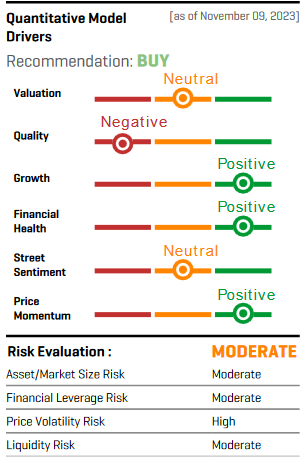 Quantitative Model [as of November 09, 2023]
Drivers
Recommendation: BUY
Neutral
Valuation
Negative
Quality
Positive
Growth
Positive
Financial
Health
Neutral
Street
Sentiment
Positive
Price
Momentum
Risk Evaluation : MODERATE
Asset/Market Size Risk Moderate
Financial Leverage Risk Moderate
Price Volatility Risk High
Liquidity Risk Moderate